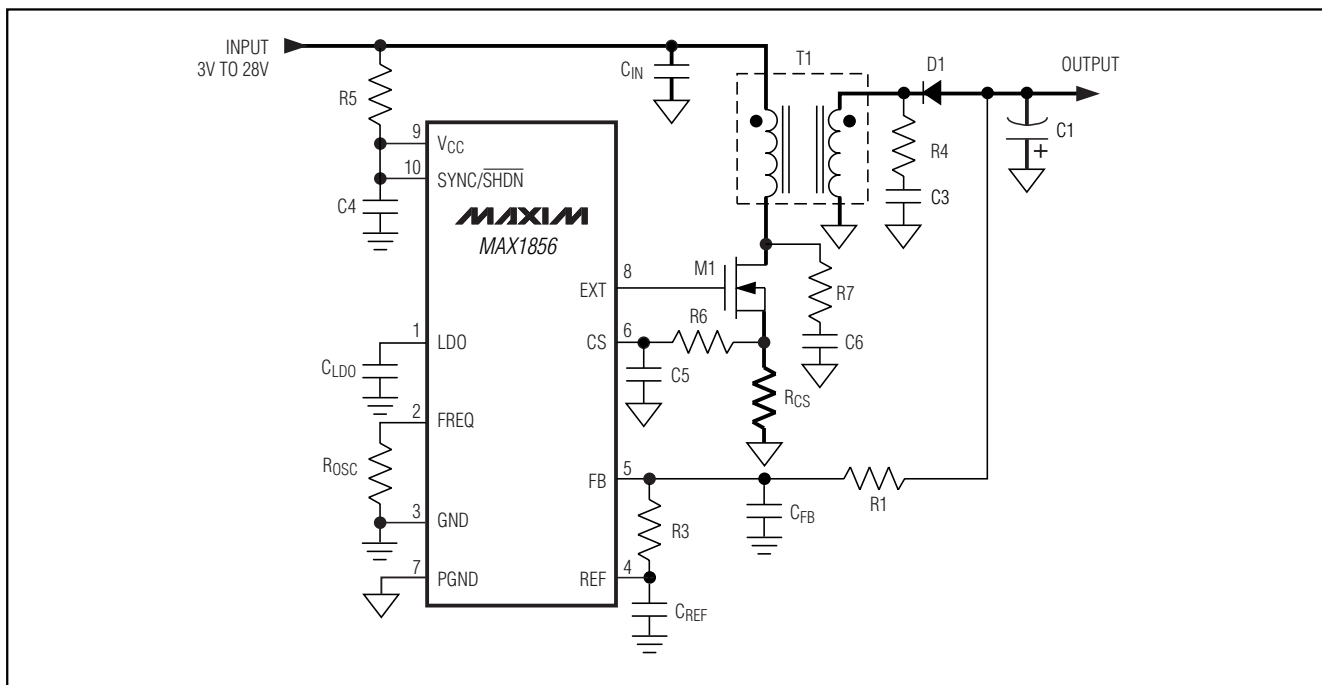 INPUT
3V TO 28V
R5
CIN
T1
D1
OUTPUT
C1
+
R4
C3
9
VCC
10
SYNC/SHDN
C4
MAXIM
MAX1856
8
EXT
M1
R7
C6
R6
6
CS
C5
RCS
1
LDO
CLDO
2
FREQ
ROSC
5
FB
R1
CFB
R3
3
GND
7
PGND
4
REF
CREF